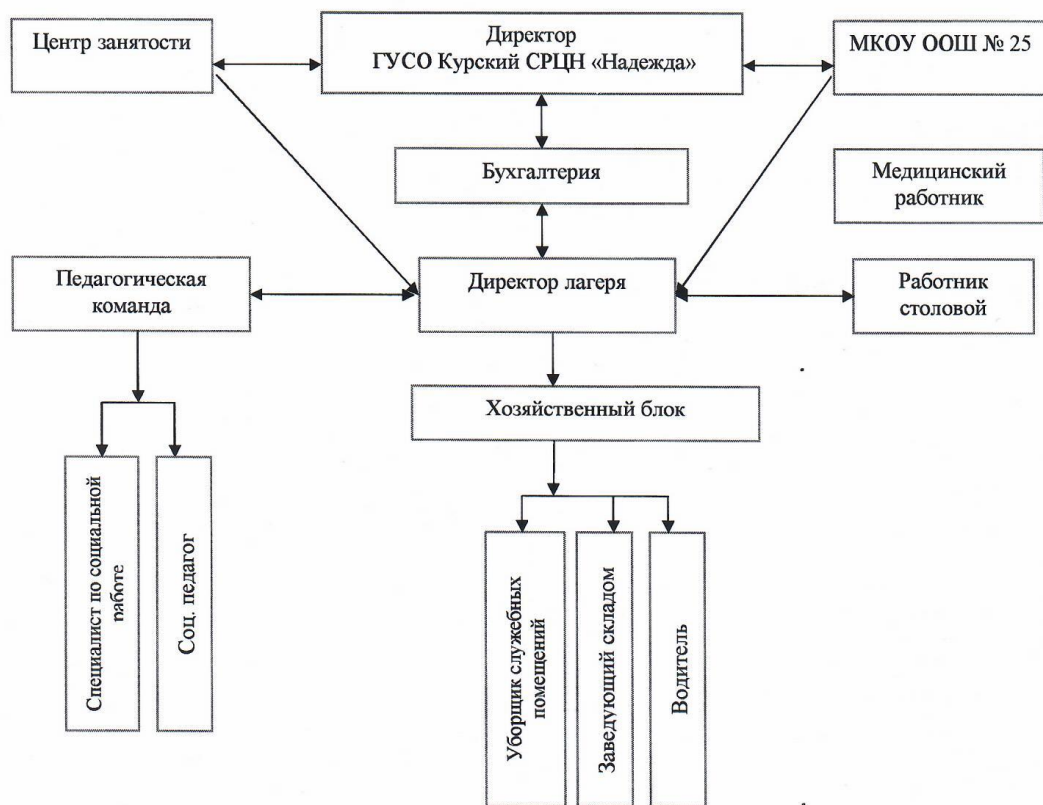 Центр занятости
Директор
ГУСО Курский СРЦН «Надежда»
МКОУ ООШ № 25
Бухгалтерия
Медицинский
работник
Педагогическая
команда
Директор лагеря
Работник
столовой
Хозяйственный блок
Специалист по социальной
работе
Соц. педагог
Уборщик служебных
помещений
Заведующий складом
Водитель